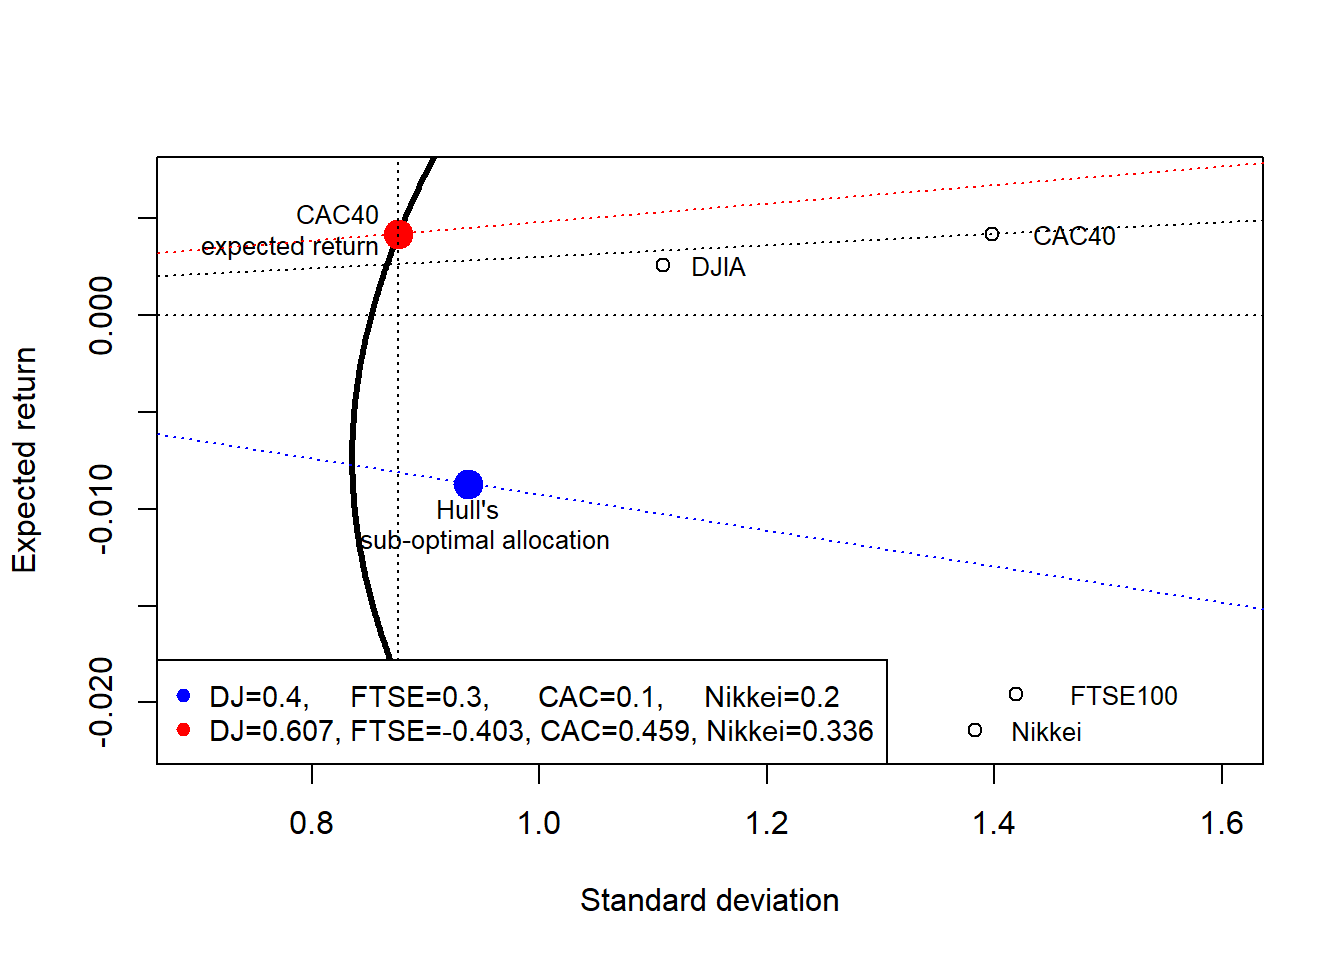 CAC40
expected return
CAC40
DJIA
Hull's
sub-optimal allocation
FTSE100
Nikkei
DJ=0.4, FTSE=0.3, CAC=0.1, Nikkei=0.2
DJ=0.607, FTSE=-0.403, CAC=0.459, Nikkei=0.336
0.000
-0.010
-0.020
Expected return
0.8 1.0 1.2 1.4 1.6
Standard deviation